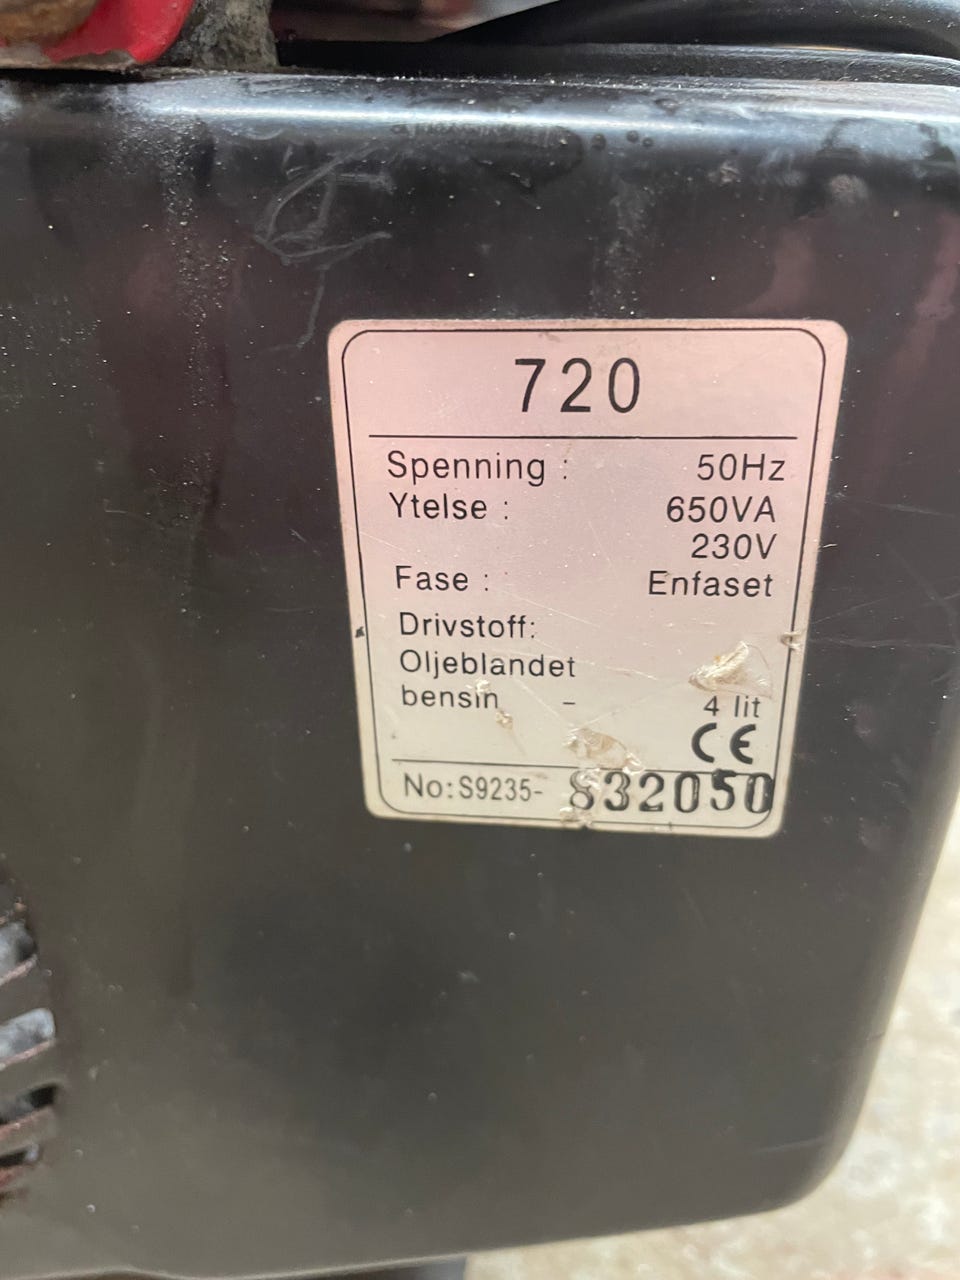 720
Spenning : 50Hz
Ytelse : 650VA
230V
Fase : Enfaset
Drivstoff:
Oljeblandet
bensin - 4 lit
CE
No:S9235- 832050